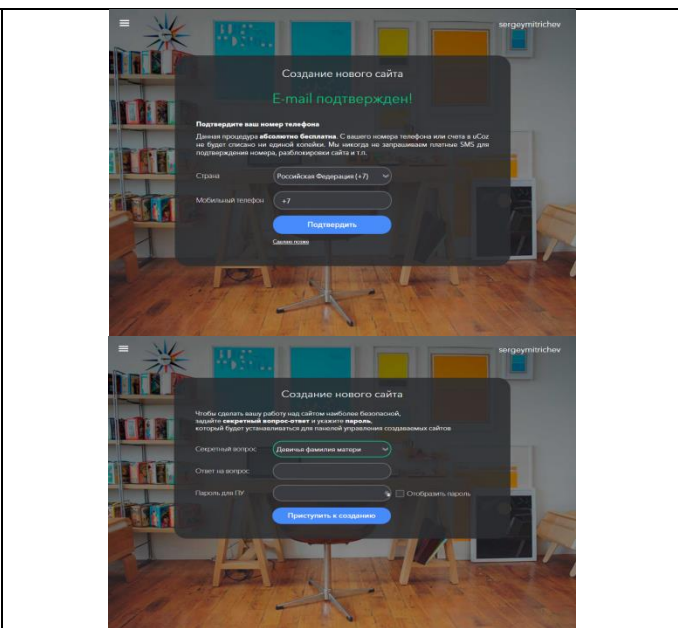 sergeymitrichev
Создание нового сайта
E-mail подтвержден!
Подтвердите ваш номер телефона
Данная процедура абсолютно бесплатна. С вашего номера телефона или счета в uCoz
не будет списано ни единой копейки. Мы никогда не запрашиваем платные SMS для
подтверждения номера, разблокировки сайта и т.п.
Страна Российская Федерация (+7)
Мобильный телефон +7
Подтвердить
Сделаю позже
sergeymitrichev
Создание нового сайта
Чтобы сделать вашу работу над сайтом наиболее безопасной,
задайте секретный вопрос-ответ и укажите пароль,
который будет устанавливаться для панелей управления создаваемых сайтов
Секретный вопрос Девичья фамилия матери
Ответ на вопрос
Пароль для ПУ Отобразить пароль
Приступить к созданию